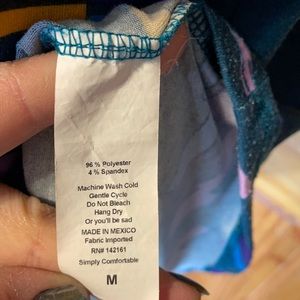 96 % Polyester
4 % Spandex
Machine Wash Cold
Gentle Cycle
Do Not Bleach
Hang Dry
Or you'll be sad
MADE IN MEXICO
Fabric Imported
RN# 142161
Simply Comfortable
M